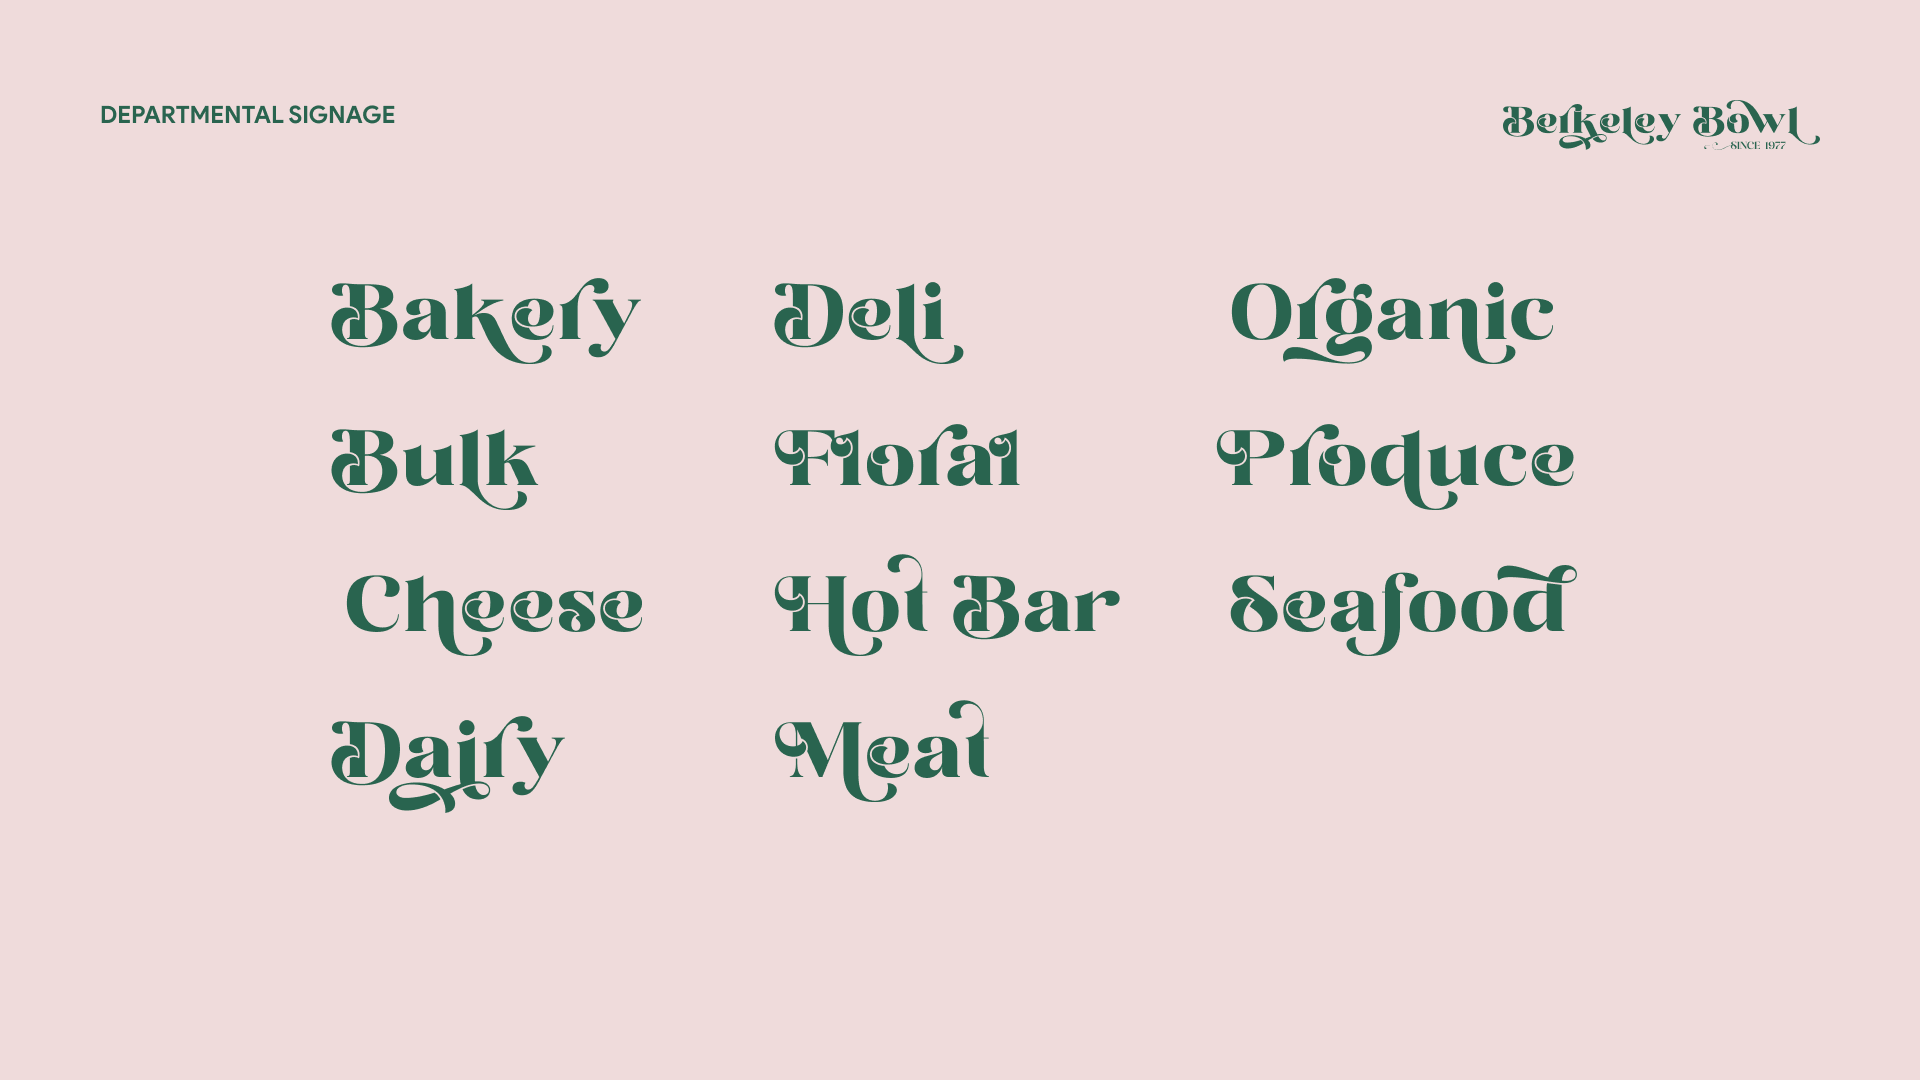 DEPARTMENTAL SIGNAGE
Berkeley Bowl
SINCE 1977
Bakery
Bulk
Cheese
Dairy
Deli
Floral
Hot Bar
Meat
Organic
Produce
Seafood